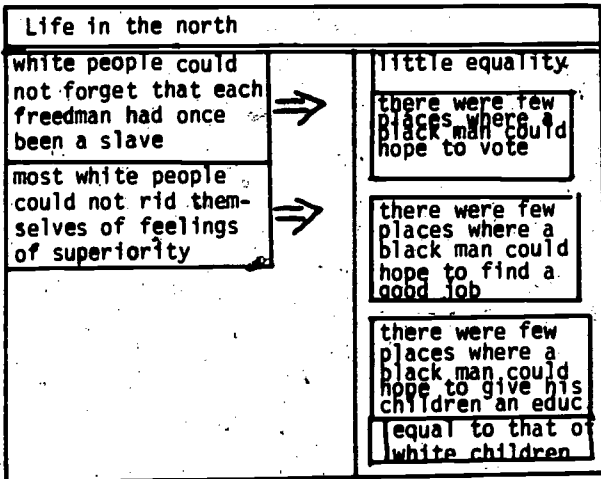 Life in the north
white people could
not forget that each
freedman had once
been a slave
most white people
could not rid them-
selves of feelings
of superiority
little equality
there were few
places where a
black man could
hope to vote
there were few
places where a
black man could
hope to find a
good job
there were few
places where a
black man could
hope to give his
children an educ.
equal to that of
white children